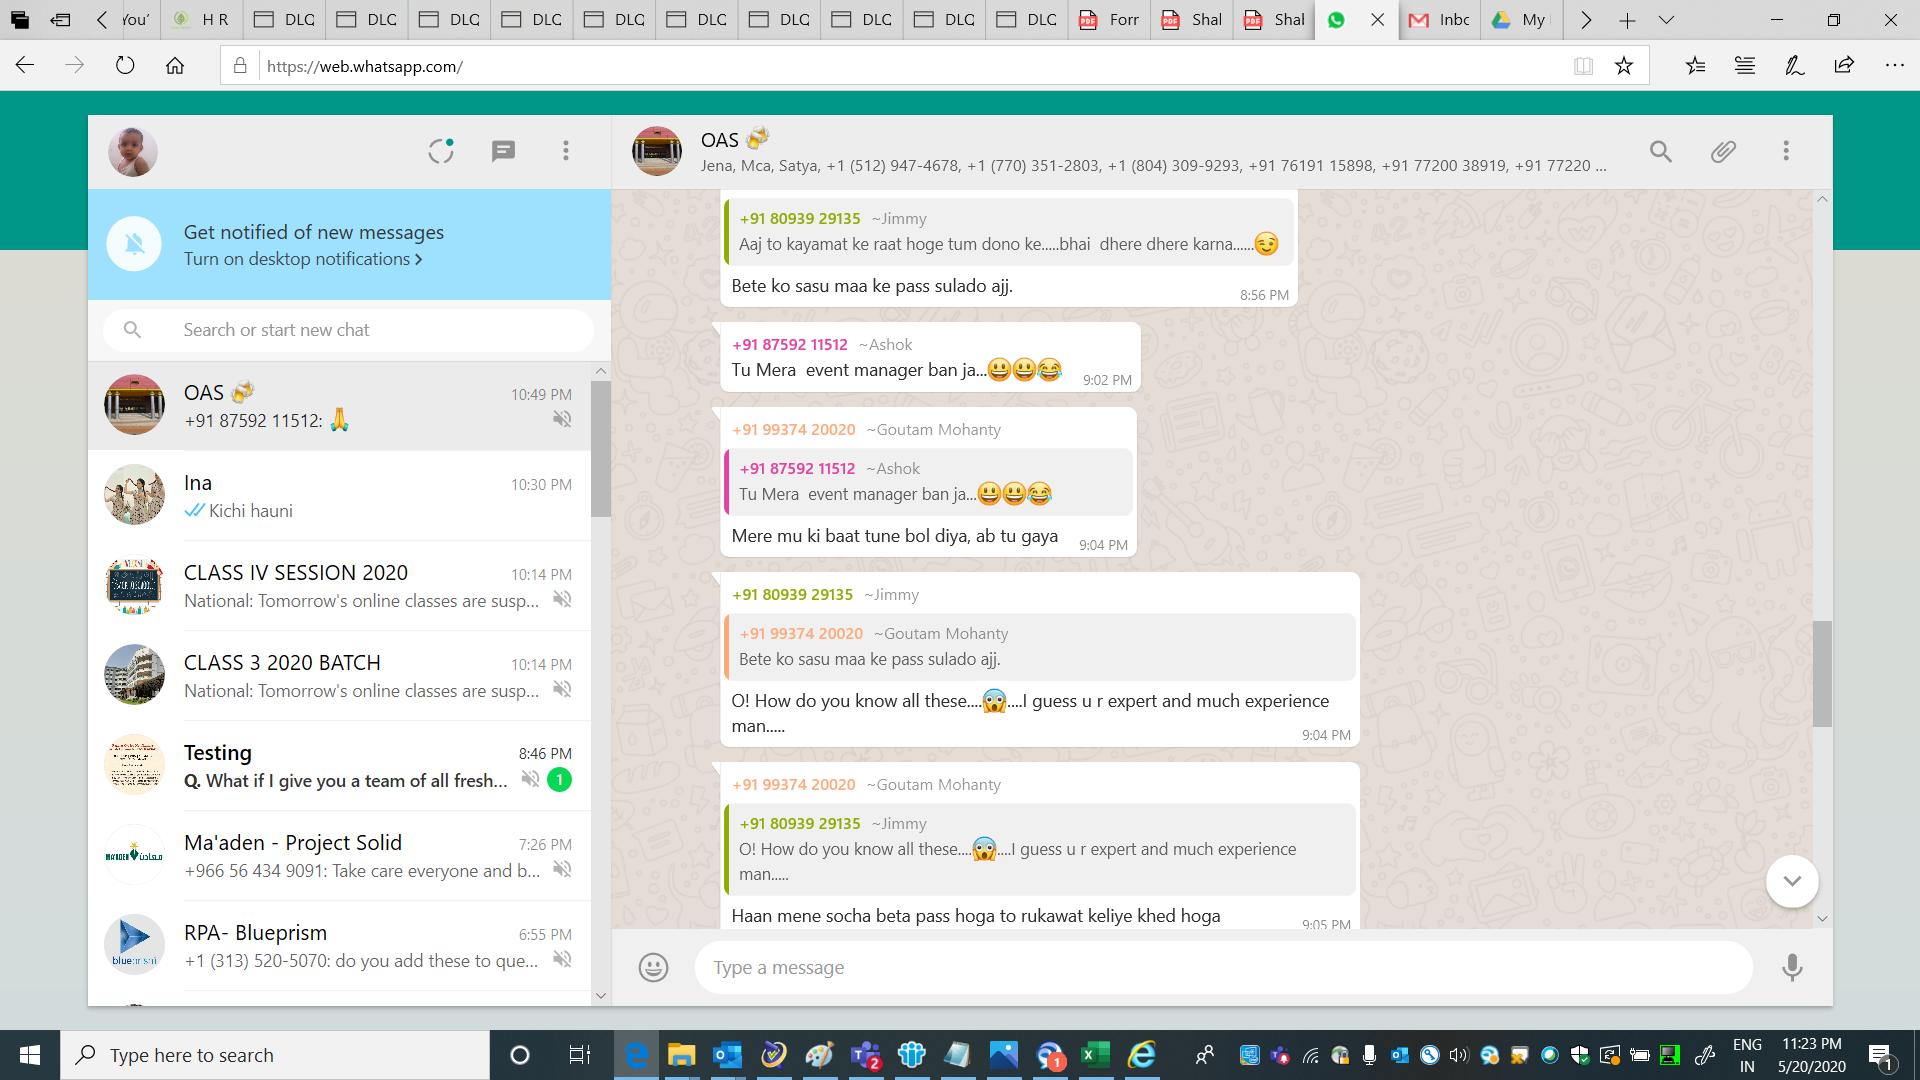 You'
H R
DLC
DLC
DLC
DLC
DLC
DLC
DLC
DLC
DLC
DLC
Forr
Shal
Shal
Inbc
My
https://web.whatsapp.com/
Get notified of new messages
Turn on desktop notifications >
Search or start new chat
OAS 🍻
10:49 PM
+91 87592 11512: 🙏
Ina
10:30 PM
Kichi hauni
CLASS IV SESSION 2020
10:14 PM
National: Tomorrow's online classes are susp...
CLASS 3 2020 BATCH
10:14 PM
National: Tomorrow's online classes are susp...
Testing
8:46 PM
Q. What if I give you a team of all fresh...
1
Ma'aden - Project Solid
7:26 PM
+966 56 434 9091: Take care everyone and b...
MA'ADEN معادن
RPA- Blueprism
6:55 PM
+1 (313) 520-5070: do you add these to que...
blueprism
OAS 🍻
Jena, Mca, Satya, +1 (512) 947-4678, +1 (770) 351-2803, +1 (804) 309-9293, +91 76191 15898, +91 77200 38919, +91 77220 ...
+91 80939 29135 ~Jimmy
Aaj to kayamat ke raat hoge tum dono ke.....bhai dhere dhere karna......😉
Bete ko sasu maa ke pass sulado ajj.
8:56 PM
+91 87592 11512 ~Ashok
Tu Mera event manager ban ja...😃😃😂
9:02 PM
+91 99374 20020 ~Goutam Mohanty
+91 87592 11512 ~Ashok
Tu Mera event manager ban ja...😃😃😂
Mere mu ki baat tune bol diya, ab tu gaya
9:04 PM
+91 80939 29135 ~Jimmy
+91 99374 20020 ~Goutam Mohanty
Bete ko sasu maa ke pass sulado ajj.
O! How do you know all these....😱....I guess u r expert and much experience
man.....
9:04 PM
+91 99374 20020 ~Goutam Mohanty
+91 80939 29135 ~Jimmy
O! How do you know all these....😱....I guess u r expert and much experience
man.....
Haan mene socha beta pass hoga to rukawat keliye khed hoga
9:05 PM
Type a message
Type here to search
2
1
ENG
IN
11:23 PM
5/20/2020
1